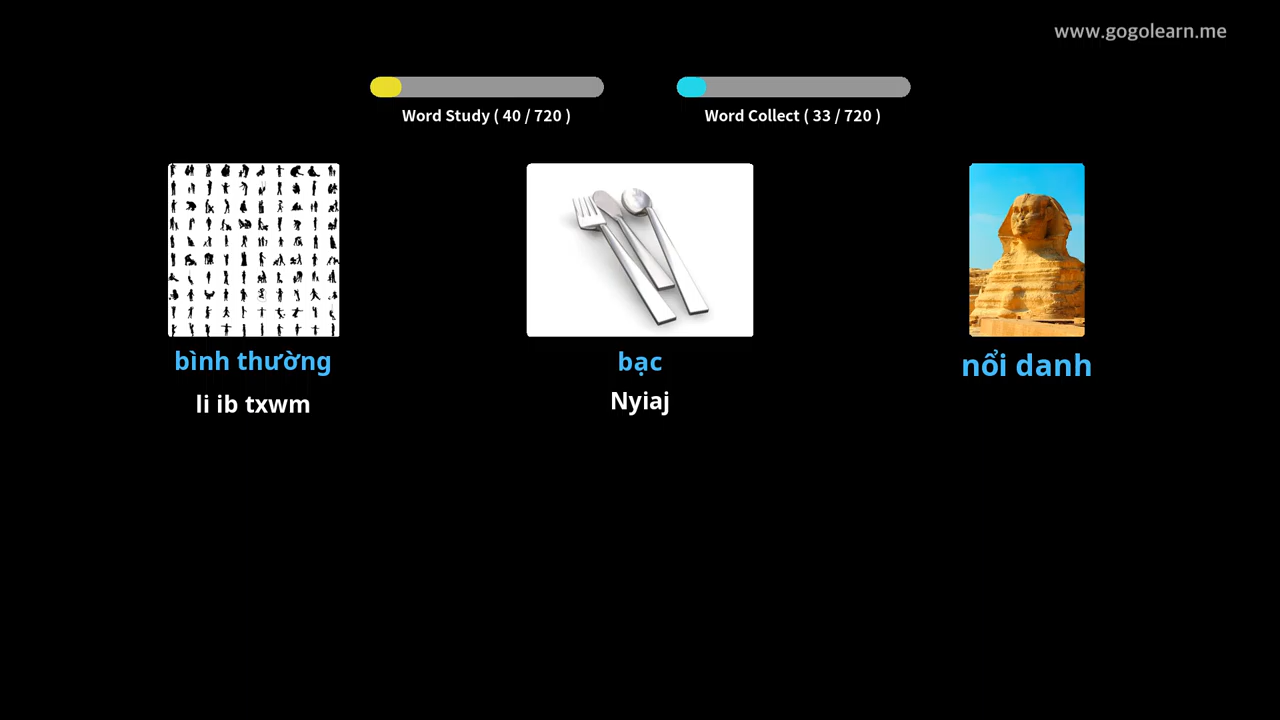 www.gogolearn.me
Word Study ( 40 / 720 )
Word Collect ( 33 / 720 )
bình thường
bạc
nổi danh
li ib txwm
Nyiaj